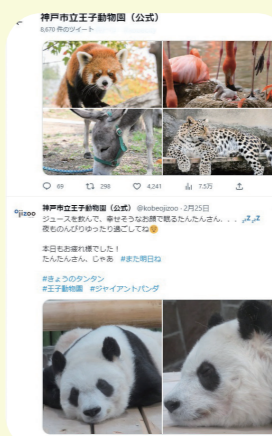 神戸市立王子動物園（公式）
8,670 件のツイート
69 298 4,241 7.5万
ojizoo
神戸市立王子動物園（公式） @kobeojizoo · 2月25日
ジュースを飲んで、幸せそうなお顔で眠るたんたんさん．．．💤💤
夜ものんびりゆったり過ごしてね😌
本日もお疲れ様でした！
たんたんさん、じゃあ #また明日ね
#きょうのタンタン
#王子動物園 #ジャイアントパンダ